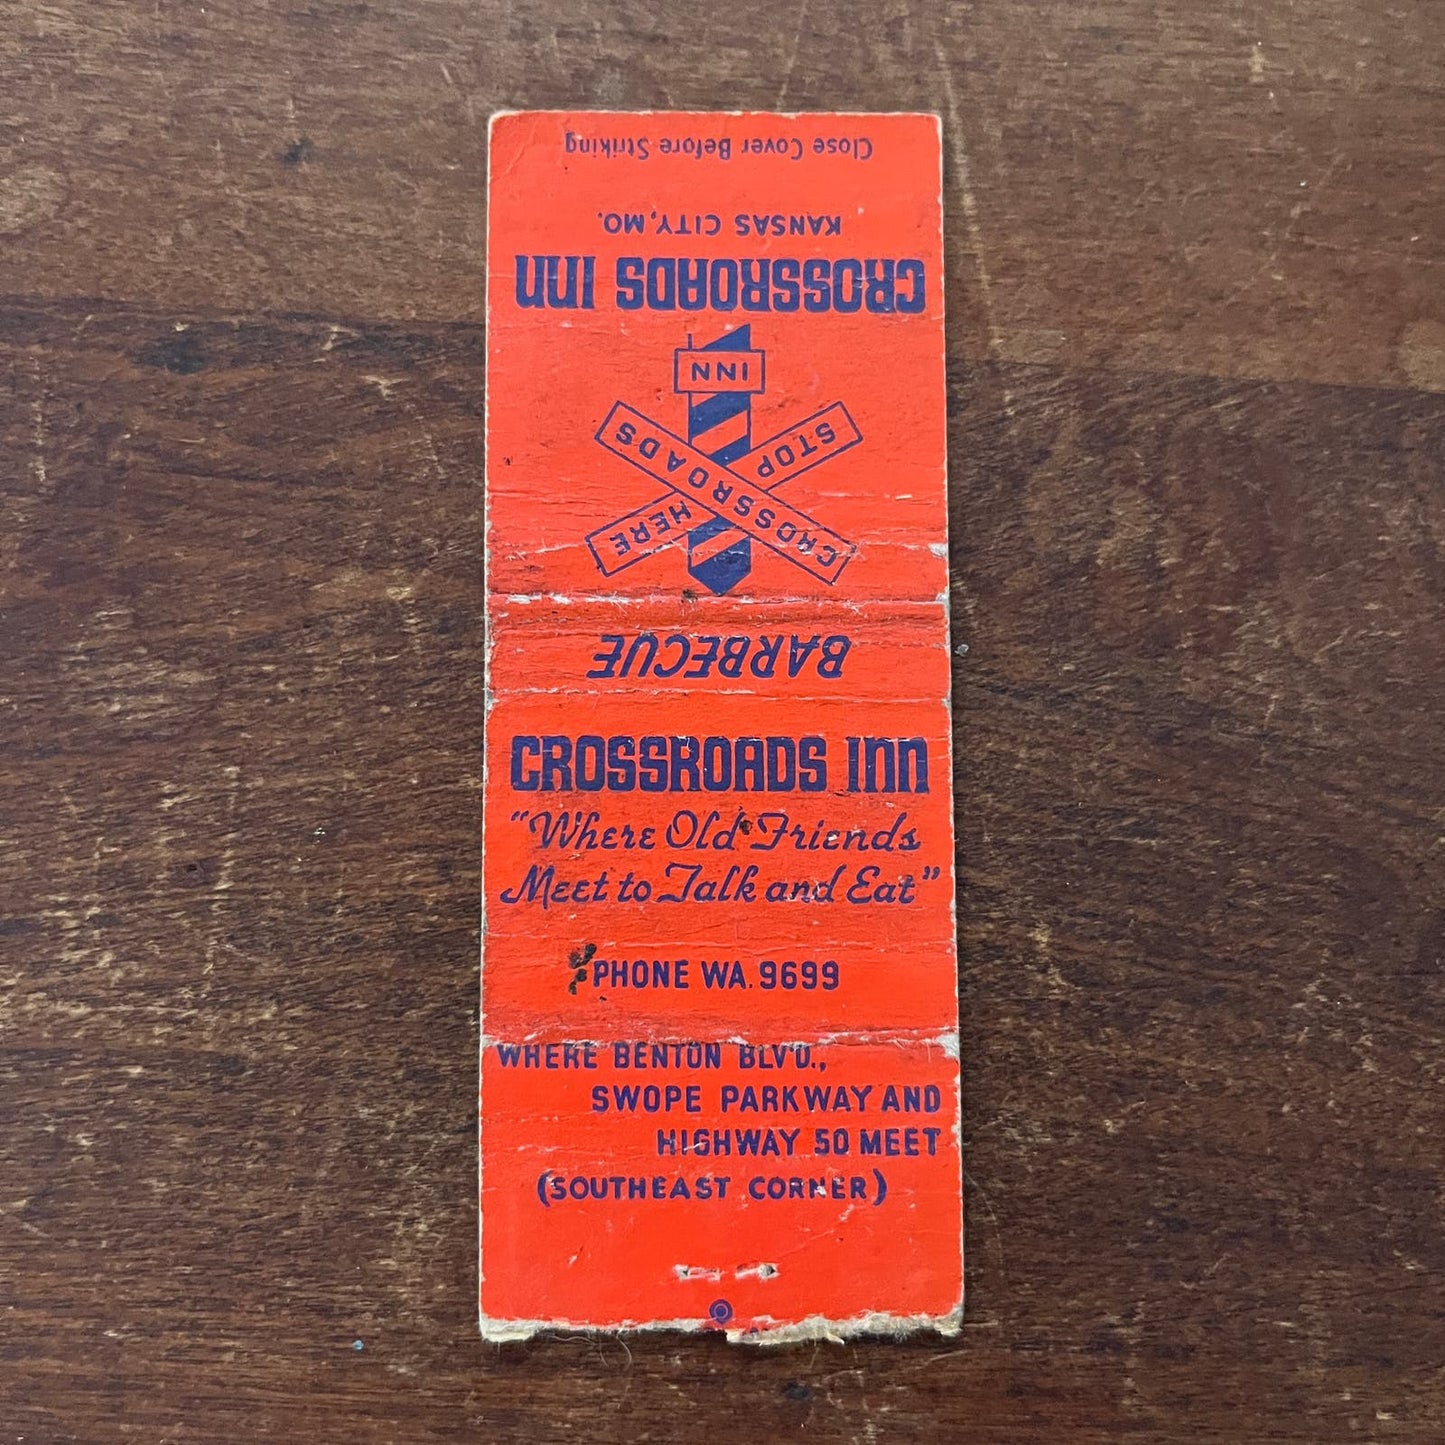 Close Cover Before Striking
KANSAS CITY, MO.
CROSSROADS INN
INN
CROSSROADS
STOP HERE
BARBECUE
CROSSROADS INN
"Where Old Friends
Meet to Talk and Eat"
PHONE WA. 9699
WHERE BENTON BLV'D.,
SWOPE PARKWAY AND
HIGHWAY 50 MEET
(SOUTHEAST CORNER)